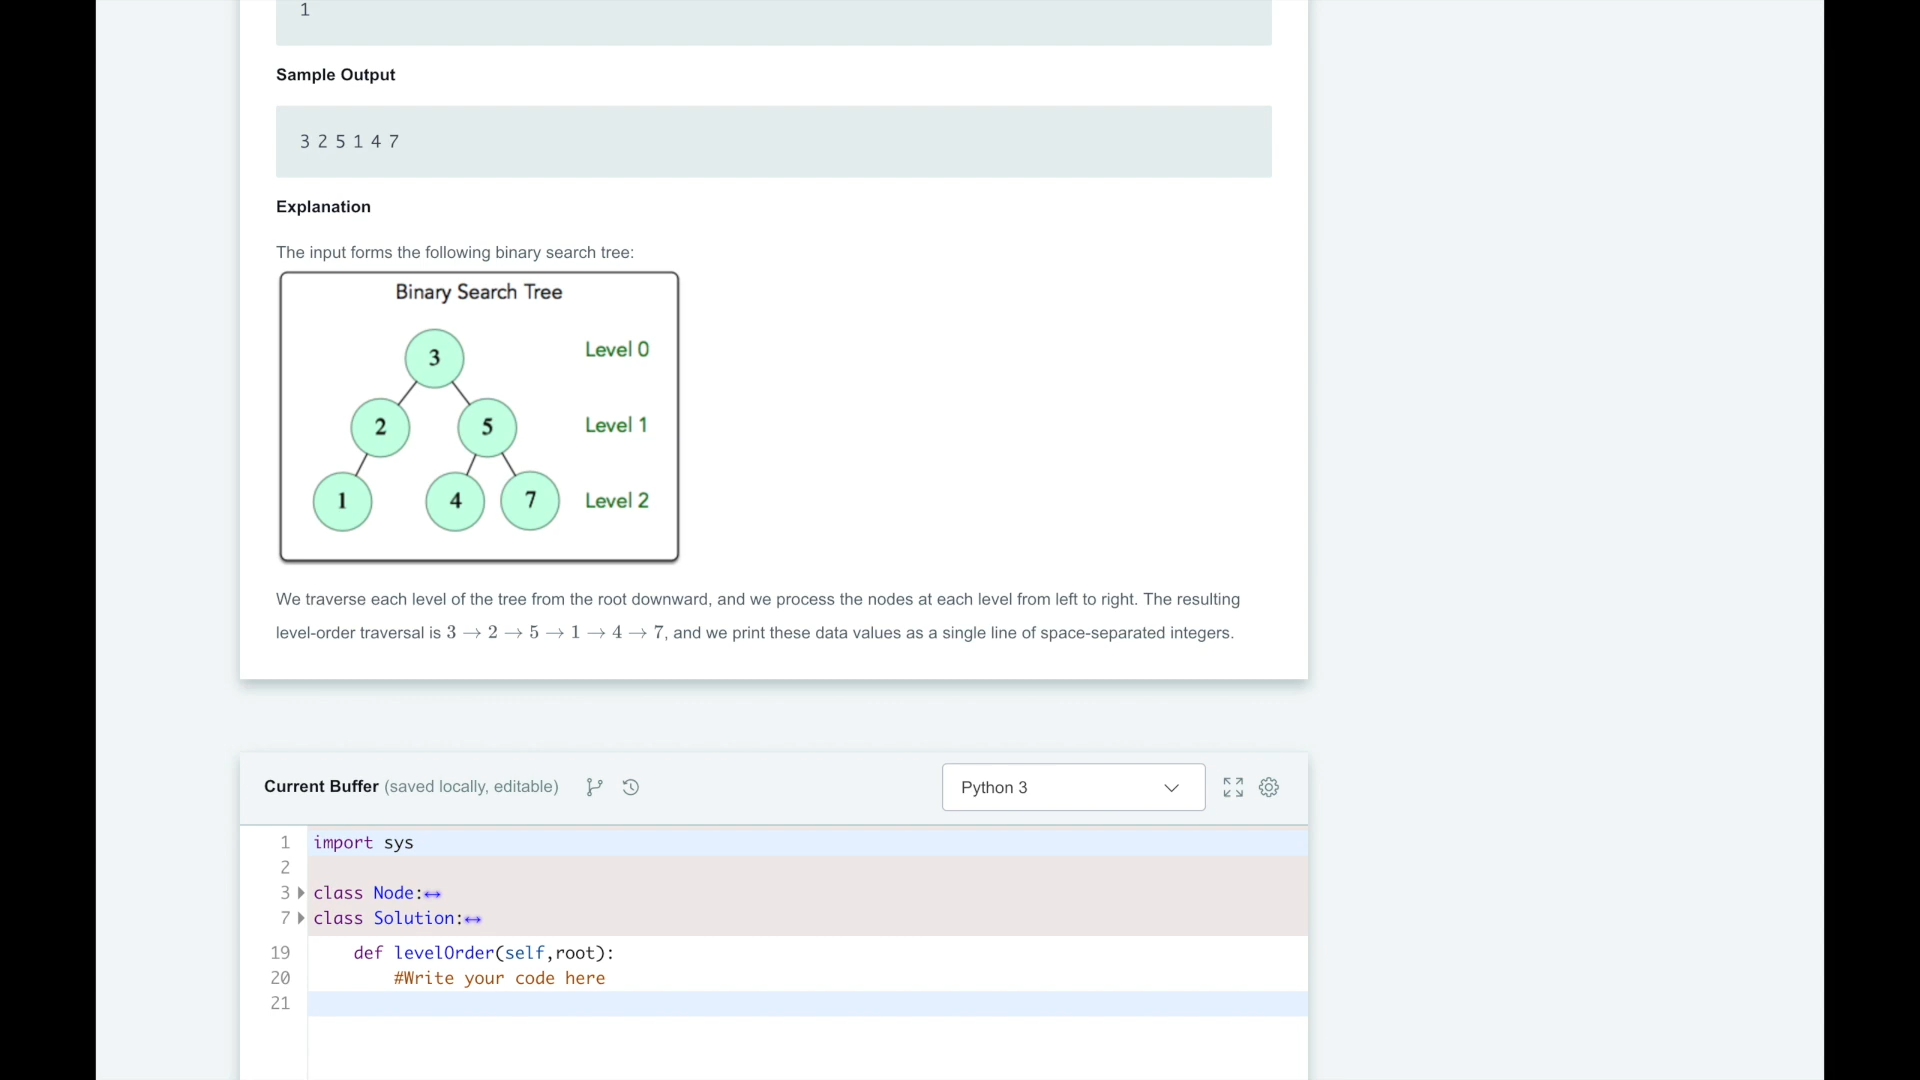 1
Sample Output
3 2 5 1 4 7
Explanation
The input forms the following binary search tree:
Binary Search Tree
3 Level 0
2 5 Level 1
1 4 7 Level 2
We traverse each level of the tree from the root downward, and we process the nodes at each level from left to right. The resulting
level-order traversal is 3 → 2 → 5 → 1 → 4 → 7, and we print these data values as a single line of space-separated integers.
Current Buffer (saved locally, editable) Python 3
1 import sys
2
3 class Node:↔
7 class Solution:↔
19 def levelOrder(self,root):
20 #Write your code here
21